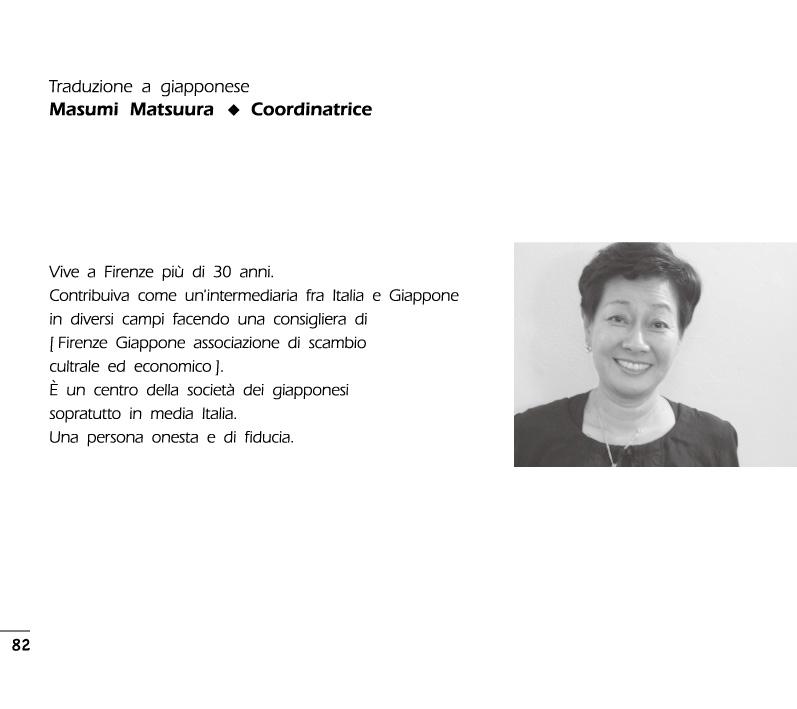 Traduzione a giapponese
Masumi Matsuura ◆ Coordinatrice
Vive a Firenze più di 30 anni.
Contribuiva come un'intermediaria fra Italia e Giappone
in diversi campi facendo una consigliera di
[ Firenze Giappone associazione di scambio
cultrale ed economico ].
È un centro della società dei giapponesi
sopratutto in media Italia.
Una persona onesta e di fiducia.
82